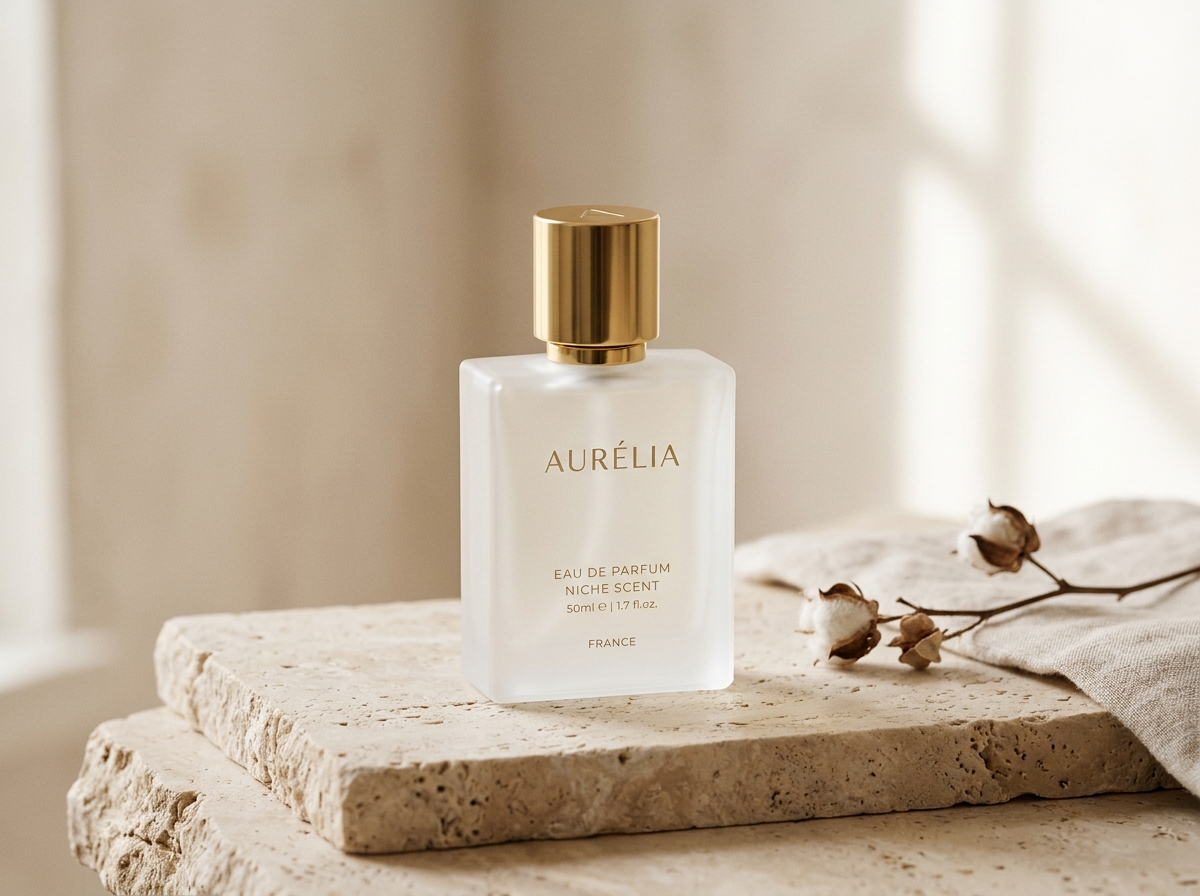 A
AURÉLIA
EAU DE PARFUM
NICHE SCENT
50ml ℮ | 1.7 fl.oz.
FRANCE